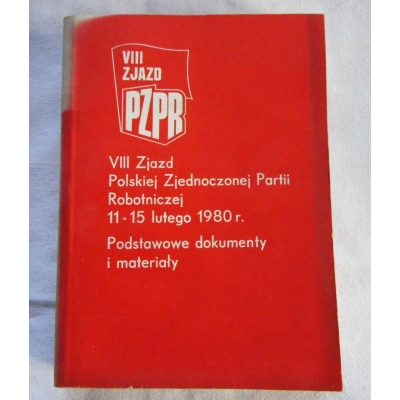 VIII
ZJAZD
PZPR
VIII Zjazd
Polskiej Zjednoczonej Partii
Robotniczej
11-15 lutego 1980 r.
Podstawowe dokumenty
i materiały